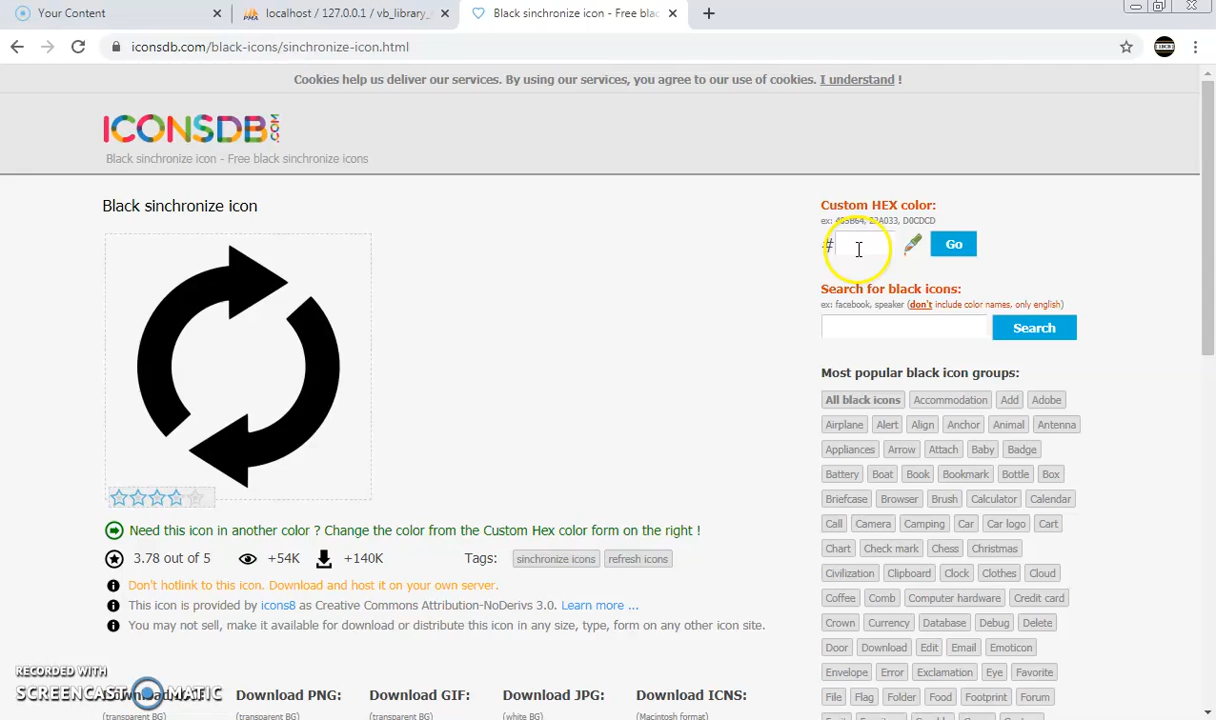 Your Content
localhost / 127.0.0.1 / vb_library_
Black sinchronize icon - Free blac
iconsdb.com/black-icons/sinchronize-icon.html
Cookies help us deliver our services. By using our services, you agree to our use of cookies. I understand !
ICONSDB.COM
Black sinchronize icon - Free black sinchronize icons
Black sinchronize icon
Custom HEX color:
D0CDCD
#
Go
Search for black icons:
ex: facebook, speaker (don't include color names, only english)
Search
Most popular black icon groups:
All black icons Accommodation Add Adobe
Airplane Alert Align Anchor Animal Antenna
Appliances Arrow Attach Baby Badge
Battery Boat Book Bookmark Bottle Box
Briefcase Browser Brush Calculator Calendar
Call Camera Camping Car Car logo Cart
Chart Check mark Chess Christmas
Civilization Clipboard Clock Clothes Cloud
Coffee Comb Computer hardware Credit card
Crown Currency Database Debug Delete
Door Download Edit Email Emoticon
Envelope Error Exclamation Eye Favorite
File Flag Folder Food Footprint Forum
Need this icon in another color ? Change the color from the Custom Hex color form on the right !
3.78 out of 5 +54K +140K Tags: sinchronize icons refresh icons
Don't hotlink to this icon. Download and host it on your own server.
This icon is provided by icons8 as Creative Commons Attribution-NoDerivs 3.0. Learn more ...
You may not sell, make it available for download or distribute this icon in any size, type, form on any other icon site.
RECORDED WITH
SCREENCAST-O-MATIC
Download PNG: Download GIF: Download JPG: Download ICNS:
(transparent BG) (transparent BG) (transparent BG) (white BG) (Macintosh format)